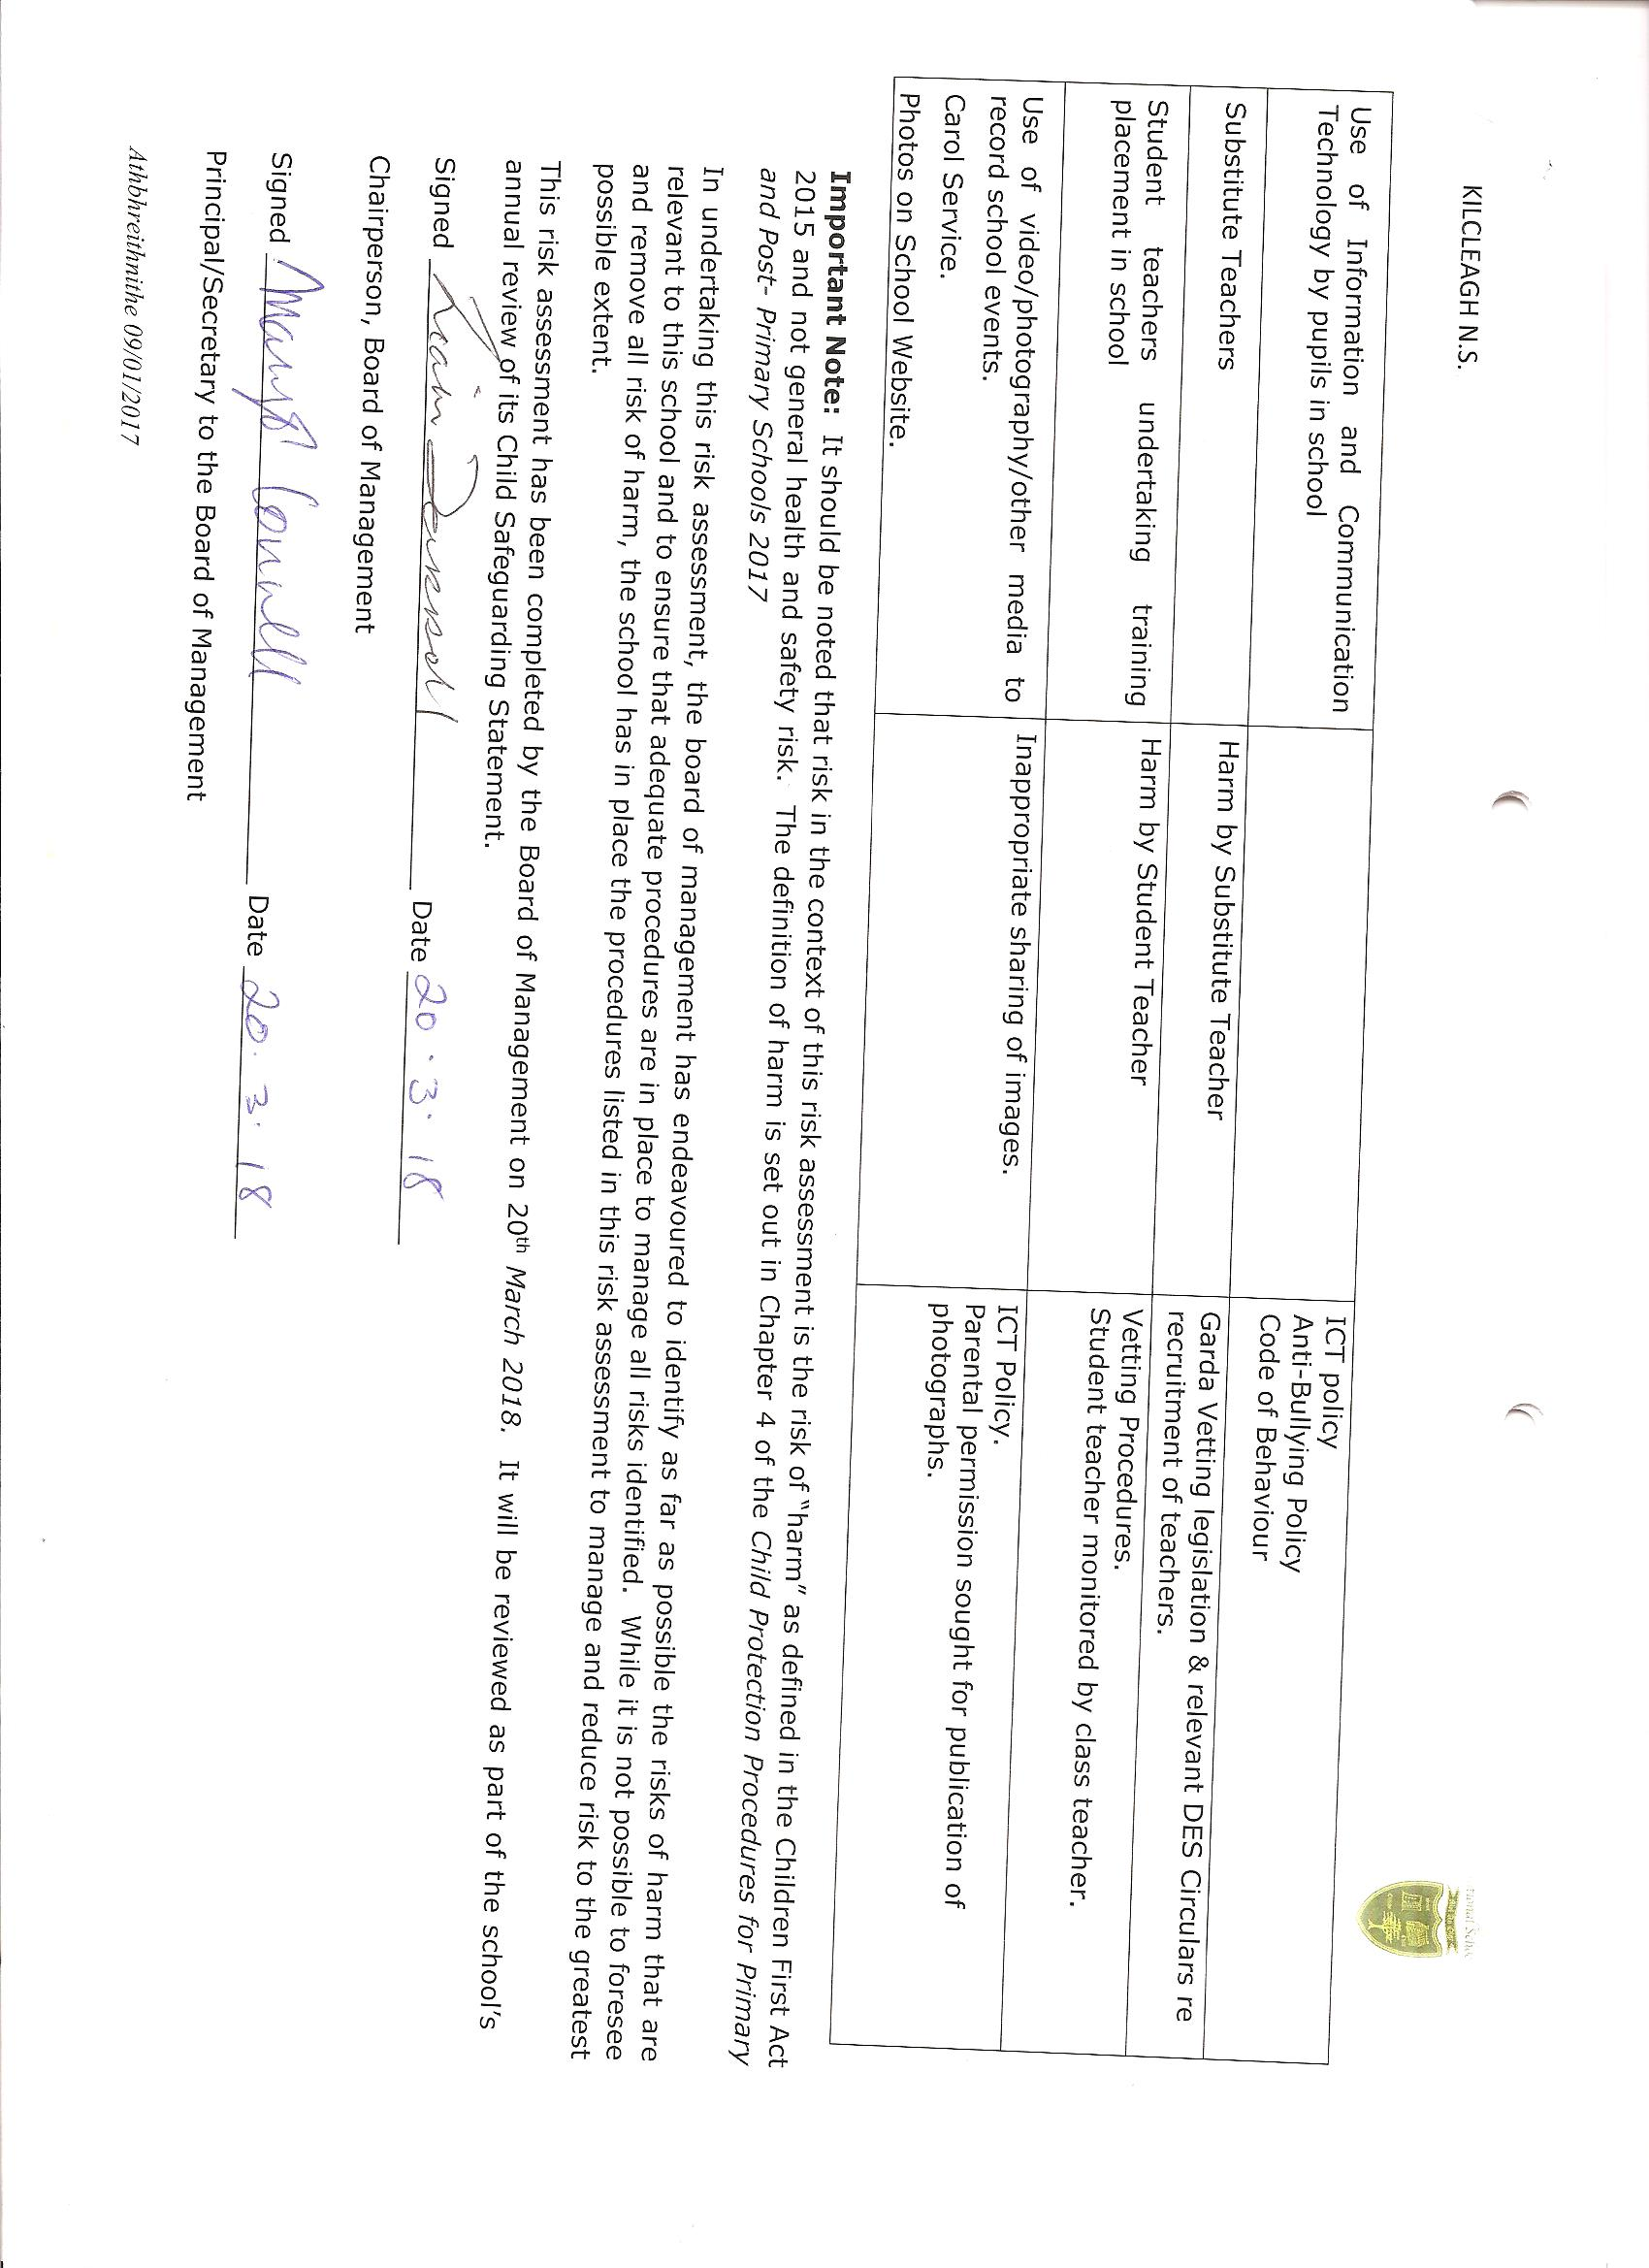 KILCLEAGH N.S.
Use of Information and Communication
Technology by pupils in school
ICT policy
Anti-Bullying Policy
Code of Behaviour
Substitute Teachers
Harm by Substitute Teacher
Garda Vetting legislation & relevant DES Circulars re
recruitment of teachers.
Student teachers undertaking training
placement in school
Harm by Student Teacher
Vetting Procedures.
Student teacher monitored by class teacher.
Use of video/photography/other media to
record school events.
Carol Service.
Photos on School Website.
Inappropriate sharing of images.
ICT Policy.
Parental permission sought for publication of
photographs.
Important Note: It should be noted that risk in the context of this risk assessment is the risk of “harm” as defined in the Children First Act
2015 and not general health and safety risk. The definition of harm is set out in Chapter 4 of the Child Protection Procedures for Primary
and Post- Primary Schools 2017
In undertaking this risk assessment, the board of management has endeavoured to identify as far as possible the risks of harm that are
relevant to this school and to ensure that adequate procedures are in place to manage all risks identified. While it is not possible to foresee
and remove all risk of harm, the school has in place the procedures listed in this risk assessment to manage and reduce risk to the greatest
possible extent.
This risk assessment has been completed by the Board of Management on 20th March 2018. It will be reviewed as part of the school’s
annual review of its Child Safeguarding Statement.
Signed Date 20.3.18
Chairperson, Board of Management
Signed Mary Connell Date 20.3.18
Principal/Secretary to the Board of Management
Athbhreithnithe 09/01/2017